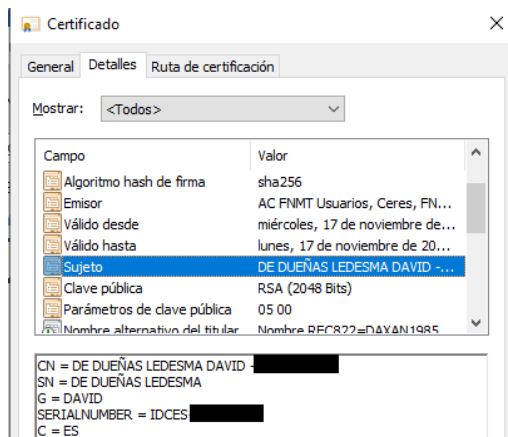 Certificado
General Detalles Ruta de certificación
Mostrar: <Todos>
Campo Valor
Algoritmo hash de firma sha256
Emisor AC FNMT Usuarios, Ceres, FN...
Válido desde miércoles, 17 de noviembre de...
Válido hasta lunes, 17 de noviembre de 20...
Sujeto DE DUEÑAS LEDESMA DAVID -...
Clave pública RSA (2048 Bits)
Parámetros de clave pública 05 00
Nombre alternativo del titular Nombre RFC822=DAXAN1985
CN = DE DUEÑAS LEDESMA DAVID -
SN = DE DUEÑAS LEDESMA
G = DAVID
SERIALNUMBER = IDCES-
C = ES